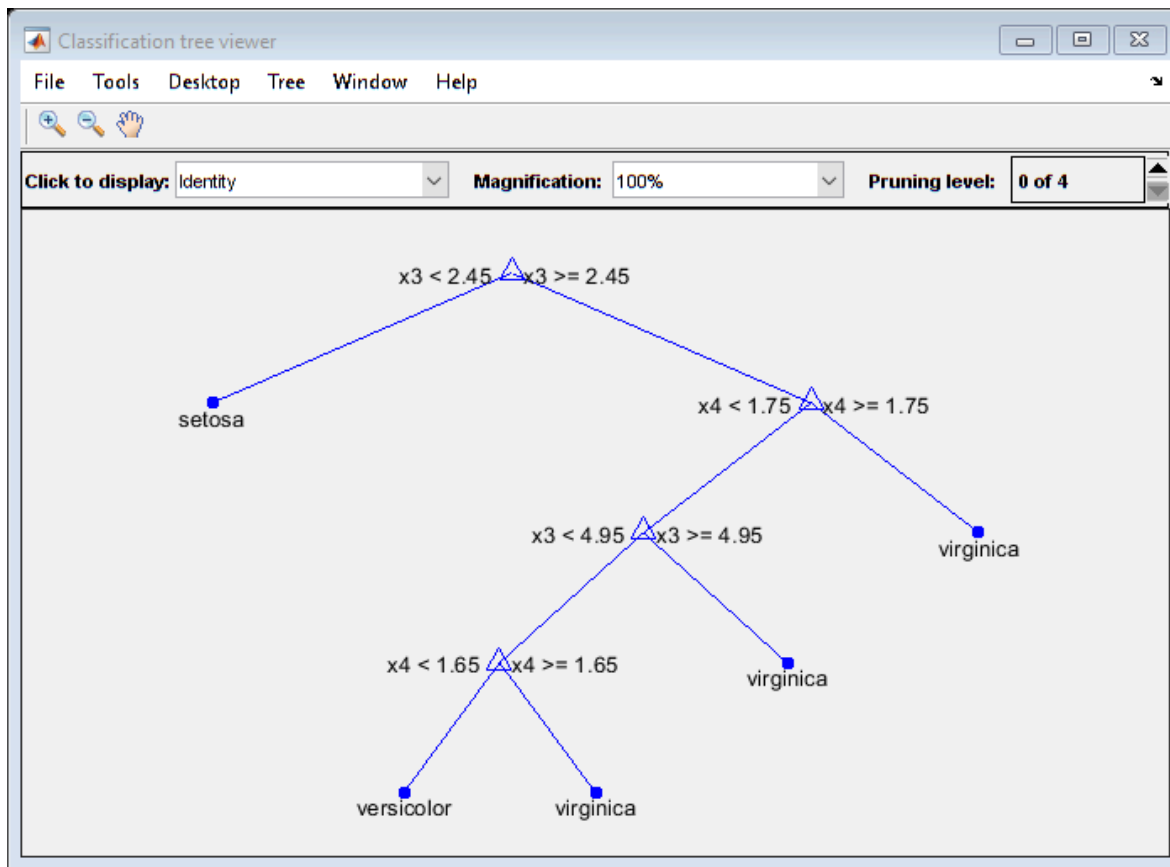 Classification tree viewer
File Tools Desktop Tree Window Help
Click to display: Identity Magnification: 100% Pruning level: 0 of 4
x3 < 2.45 x3 >= 2.45
setosa
x4 < 1.75 x4 >= 1.75
x3 < 4.95 x3 >= 4.95
virginica
x4 < 1.65 x4 >= 1.65
virginica
versicolor virginica